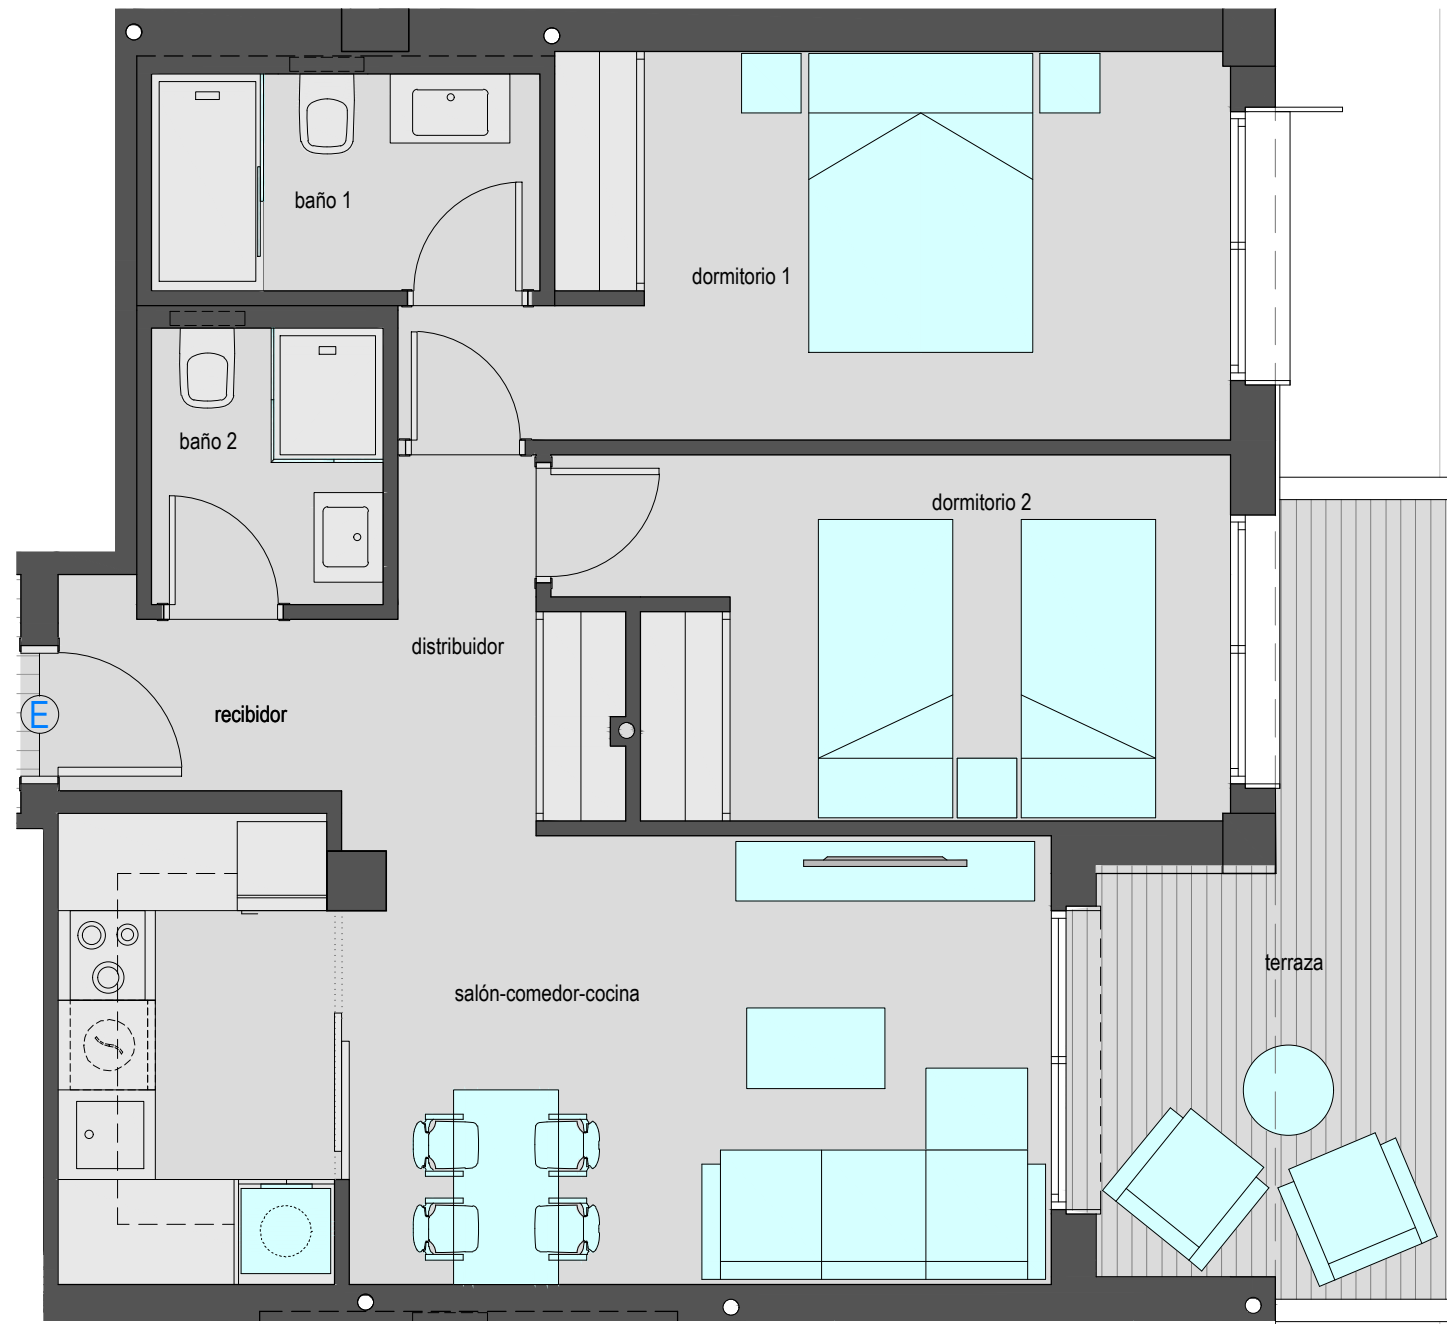 baño 1
dormitorio 1
baño 2
dormitorio 2
distribuidor
E
recibidor
terraza
salón-comedor-cocina